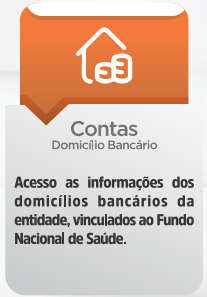 Contas
Domicílio Bancário
Acesso as informações dos
domicílios bancários da
entidade, vinculados ao Fundo
Nacional de Saúde.